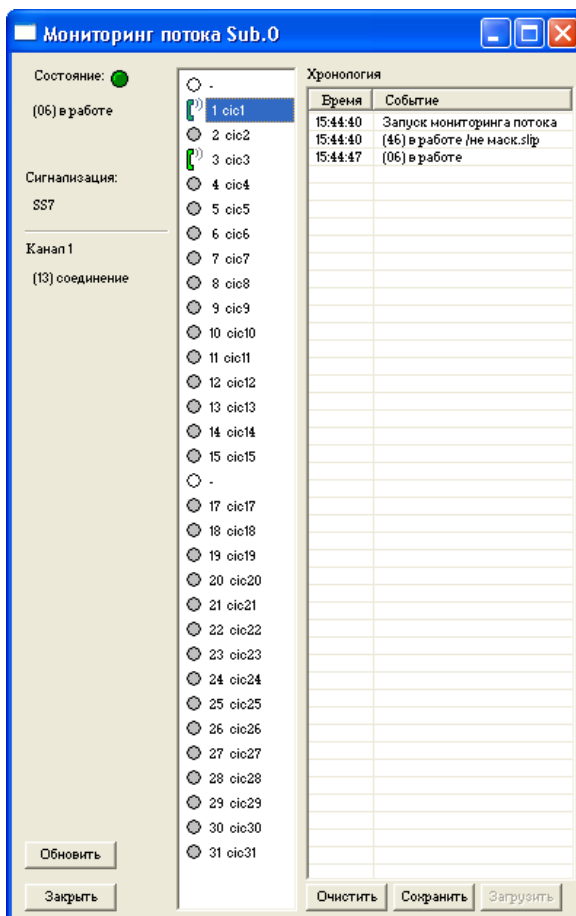 Мониторинг потока Sub.0
Состояние:
(06) в работе
Сигнализация:
SS7
Канал 1
(13) соединение
Обновить
Закрыть
-
1 cic1
2 cic2
3 cic3
4 cic4
5 cic5
6 cic6
7 cic7
8 cic8
9 cic9
10 cic10
11 cic11
12 cic12
13 cic13
14 cic14
15 cic15
-
17 cic17
18 cic18
19 cic19
20 cic20
21 cic21
22 cic22
23 cic23
24 cic24
25 cic25
26 cic26
27 cic27
28 cic28
29 cic29
30 cic30
31 cic31
Хронология
Время Событие
15:44:40 Запуск мониторинга потока
15:44:40 (46) в работе /не маск.slip
15:44:47 (06) в работе
Очистить Сохранить Загрузить